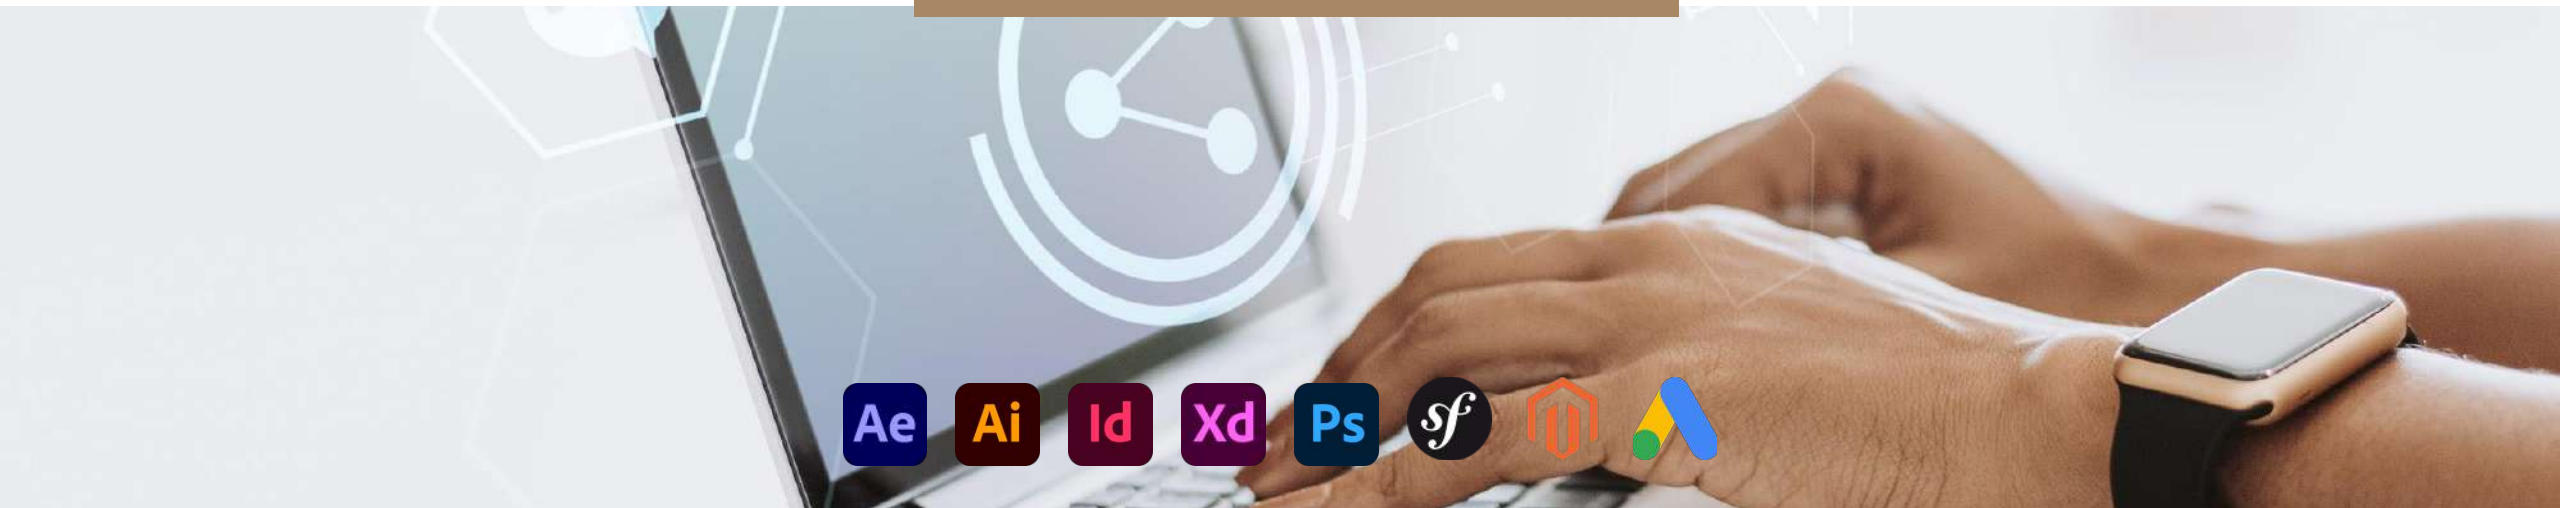 Ae Ai Id Xd Ps sf